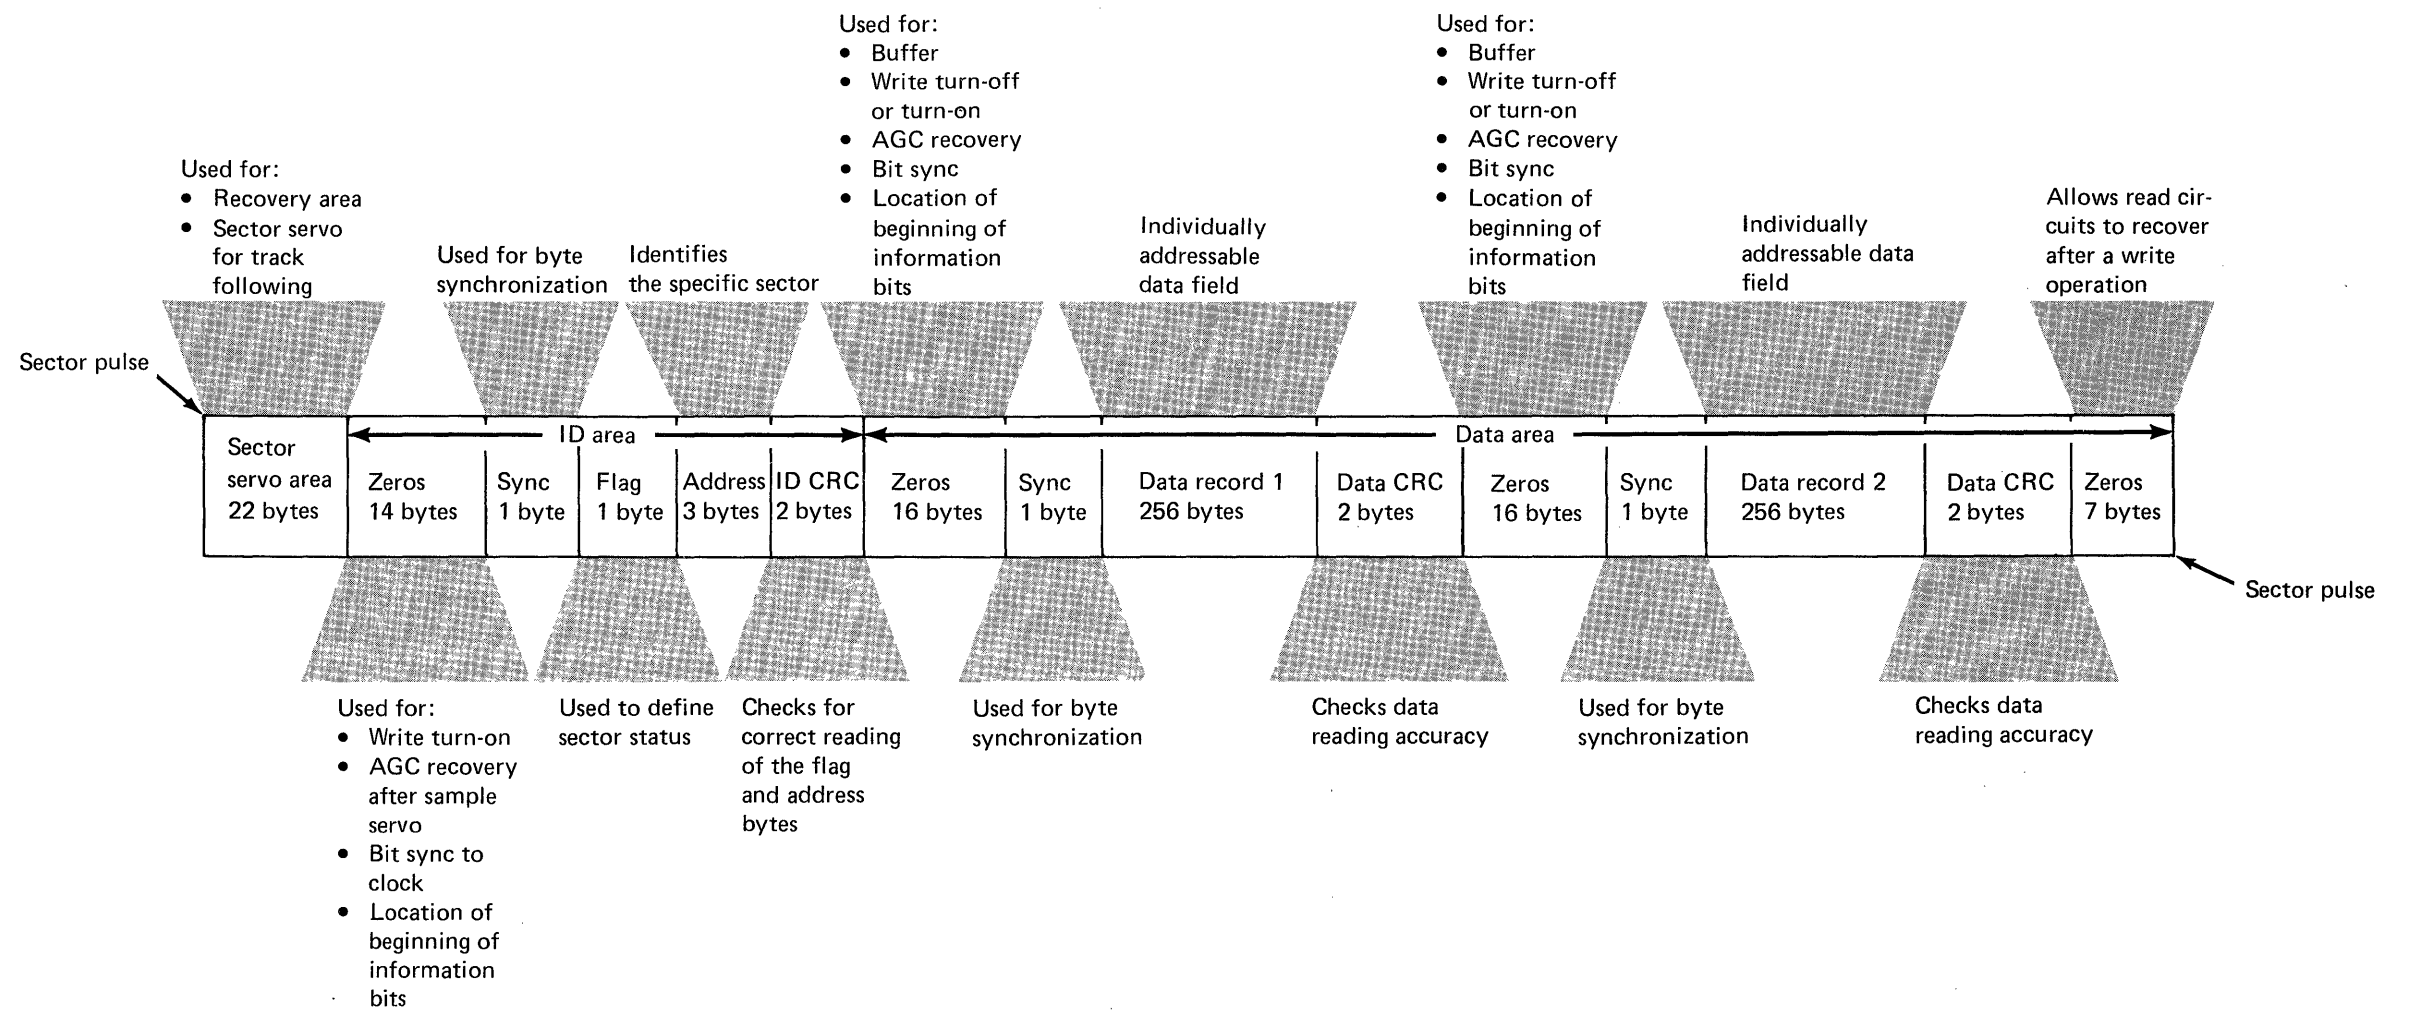 Used for:
• Recovery area
• Sector servo
for track
following
Used for byte
synchronization
Identifies
the specific sector
Used for:
• Buffer
• Write turn-off
or turn-on
• AGC recovery
• Bit sync
• Location of
beginning of
information
bits
Individually
addressable
data field
Used for:
• Buffer
• Write turn-off
or turn-on
• AGC recovery
• Bit sync
• Location of
beginning of
information
bits
Individually
addressable data
field
Allows read cir-
cuits to recover
after a write
operation
Sector pulse
ID area
Data area
Sector
servo area
22 bytes
Zeros
14 bytes
Sync
1 byte
Flag
1 byte
Address
3 bytes
ID CRC
2 bytes
Zeros
16 bytes
Sync
1 byte
Data record 1
256 bytes
Data CRC
2 bytes
Zeros
16 bytes
Sync
1 byte
Data record 2
256 bytes
Data CRC
2 bytes
Zeros
7 bytes
Sector pulse
Used for:
• Write turn-on
• AGC recovery
after sample
servo
• Bit sync to
clock
• Location of
beginning of
information
bits
Used to define
sector status
Checks for
correct reading
of the flag
and address
bytes
Used for byte
synchronization
Checks data
reading accuracy
Used for byte
synchronization
Checks data
reading accuracy